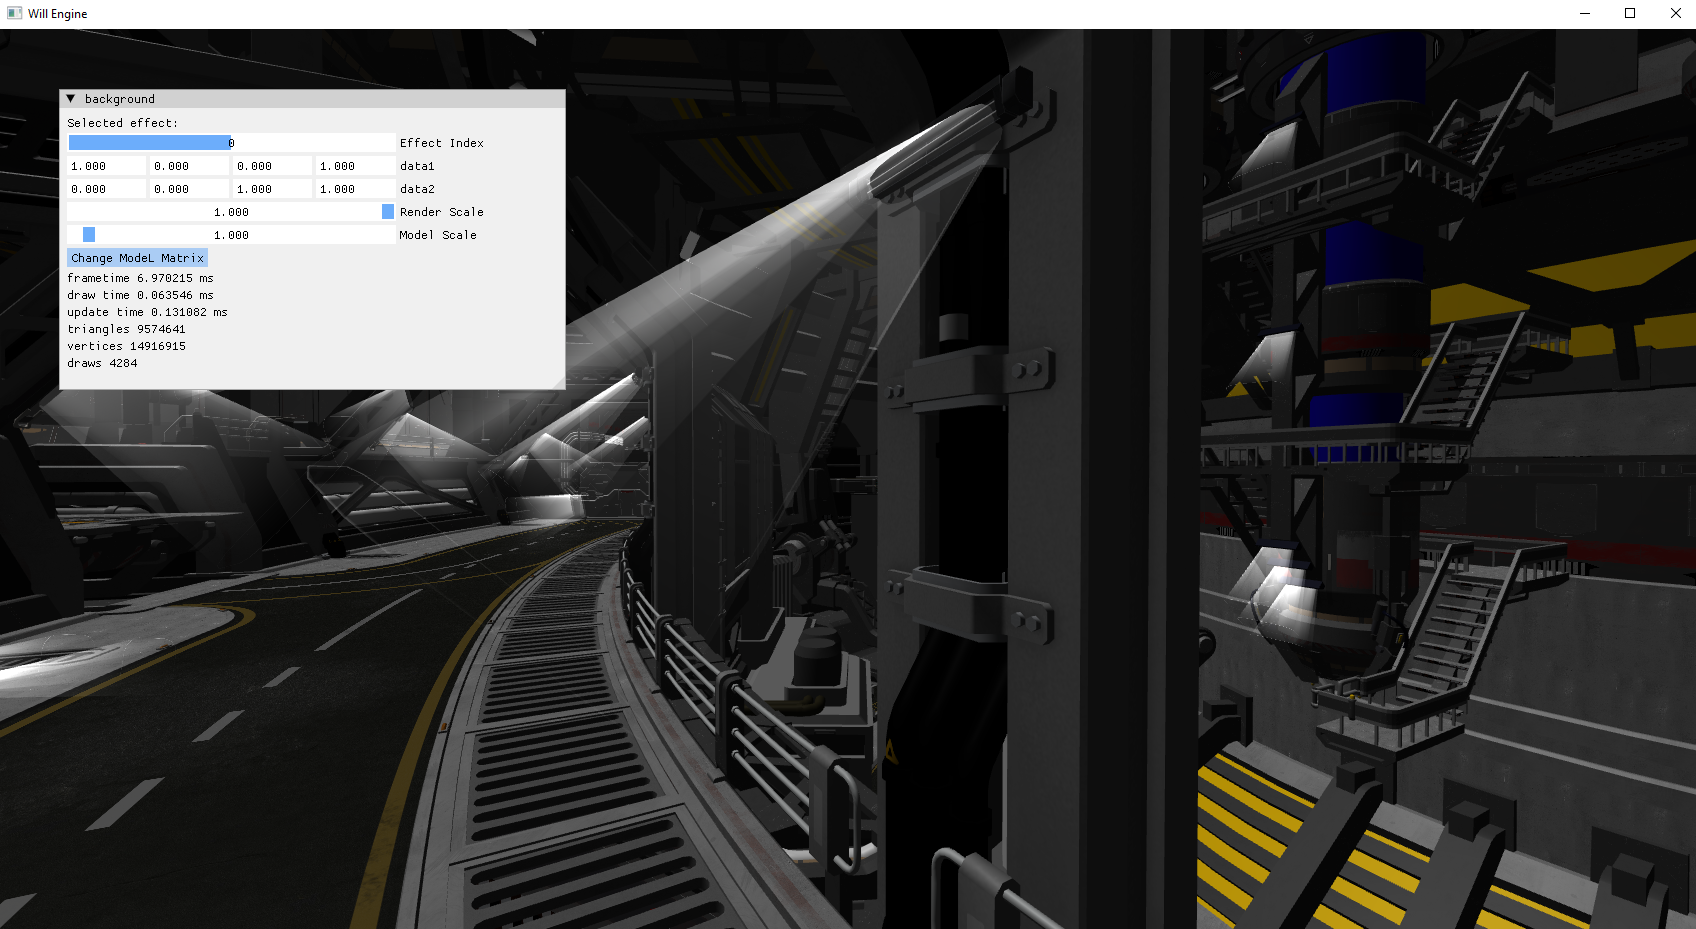 Will Engine
background
Selected effect:
0 Effect Index
1.000 0.000 0.000 1.000 data1
0.000 0.000 1.000 1.000 data2
1.000 Render Scale
1.000 Model Scale
Change ModeL Matrix
frametime 6.970215 ms
draw time 0.063546 ms
update time 0.131082 ms
triangles 9574641
vertices 14916915
draws 4284